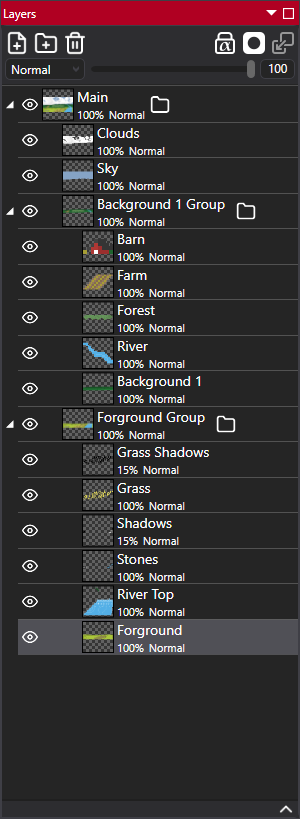 Layers
Normal
100
Main
100% Normal
Clouds
100% Normal
Sky
100% Normal
Background 1 Group
100% Normal
Barn
100% Normal
Farm
100% Normal
Forest
100% Normal
River
100% Normal
Background 1
100% Normal
Forground Group
100% Normal
Grass Shadows
15% Normal
Grass
100% Normal
Shadows
15% Normal
Stones
100% Normal
River Top
100% Normal
Forground
100% Normal